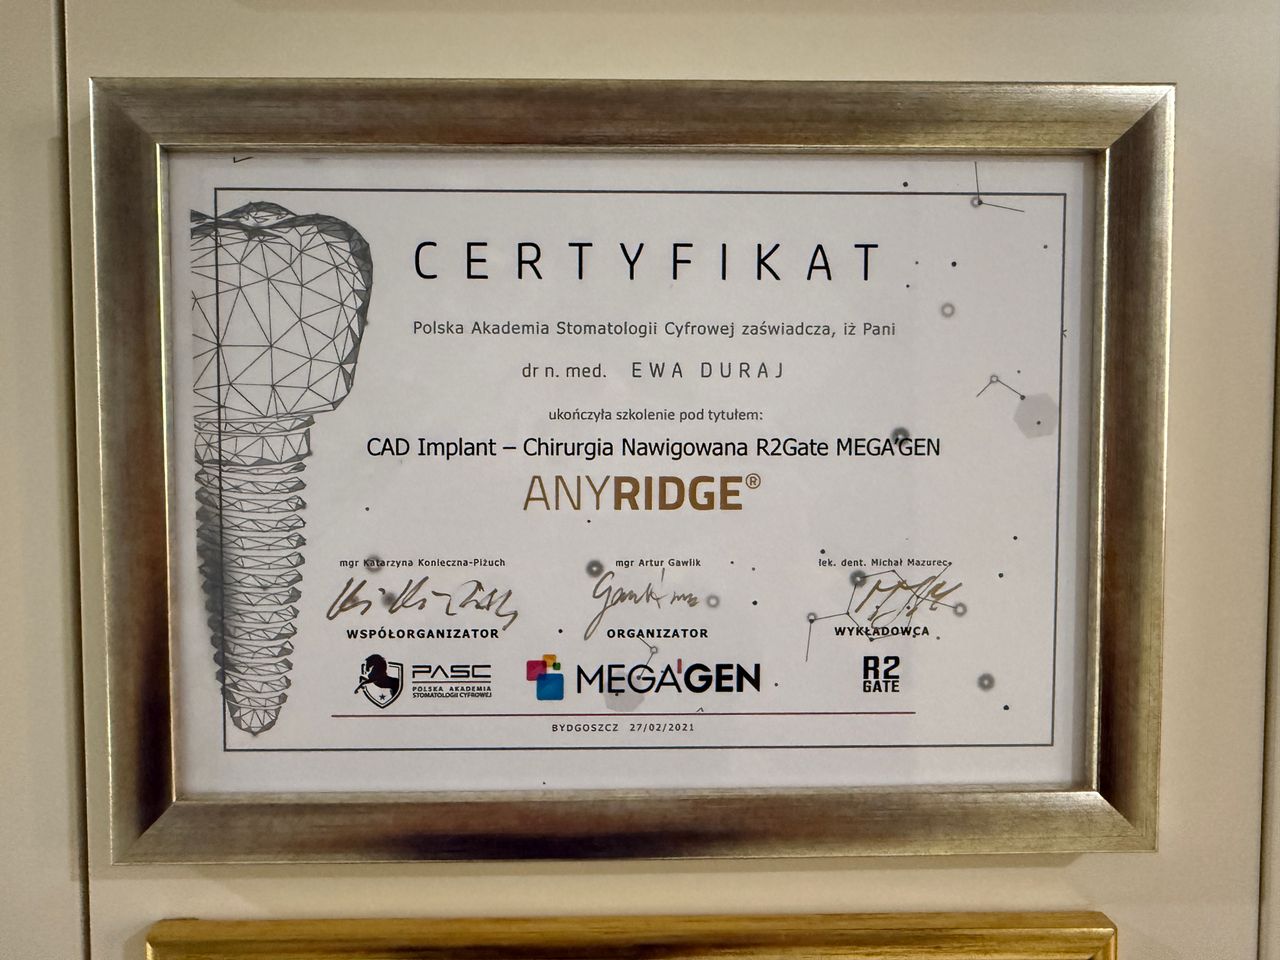 CERTYFIKAT
Polska Akademia Stomatologii Cyfrowej zaświadcza, iż Pani
dr n. med. EWA DURAJ
ukończyła szkolenie pod tytułem:
CAD Implant – Chirurgia Nawigowana R2Gate MEGA'GEN
ANYRIDGE®
mgr Katarzyna Konieczna-Piżuch
mgr Artur Gawlik
lek. dent. Michał Mazurec
WSPÓŁORGANIZATOR
ORGANIZATOR
WYKŁADOWCA
PASC
POLSKA AKADEMIA
STOMATOLOGII CYFROWEJ
MEGA'GEN
R2
GATE
BYDGOSZCZ 27/02/2021